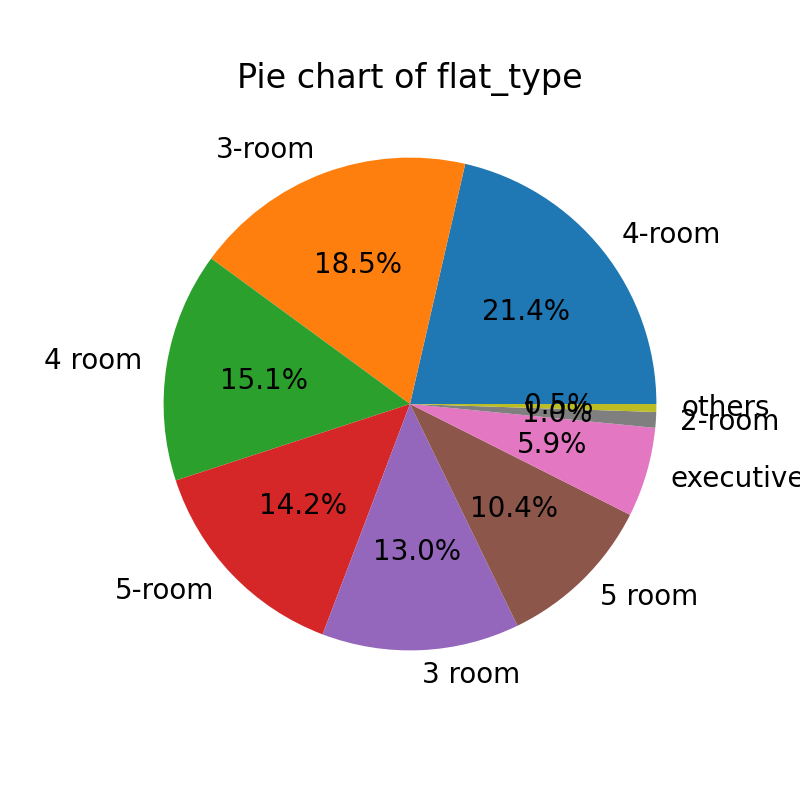 Pie chart of flat_type
3-room
4-room
18.5%
21.4%
4 room
15.1%
0.5%
others
1.0%
2-room
5.9%
executive
14.2%
10.4%
13.0%
5-room
5 room
3 room